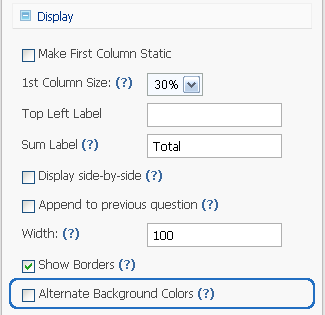 Display
Make First Column Static
1st Column Size: (?) 30%
Top Left Label
Sum Label (?) Total
Display side-by-side (?)
Append to previous question (?)
Width: (?) 100
Show Borders (?)
Alternate Background Colors (?)